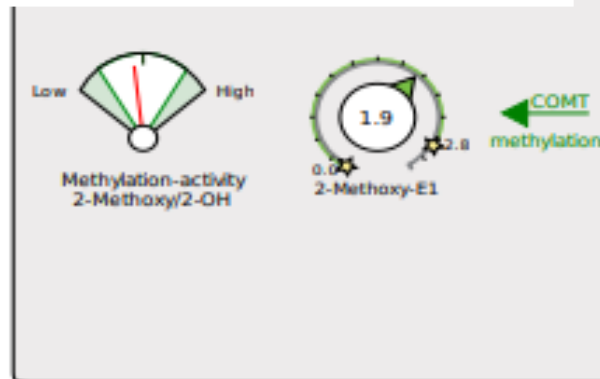 Low
High
Methylation-activity
2-Methoxy/2-OH
1.9
0.0
2.8
2-Methoxy-E1
COMT
methylation